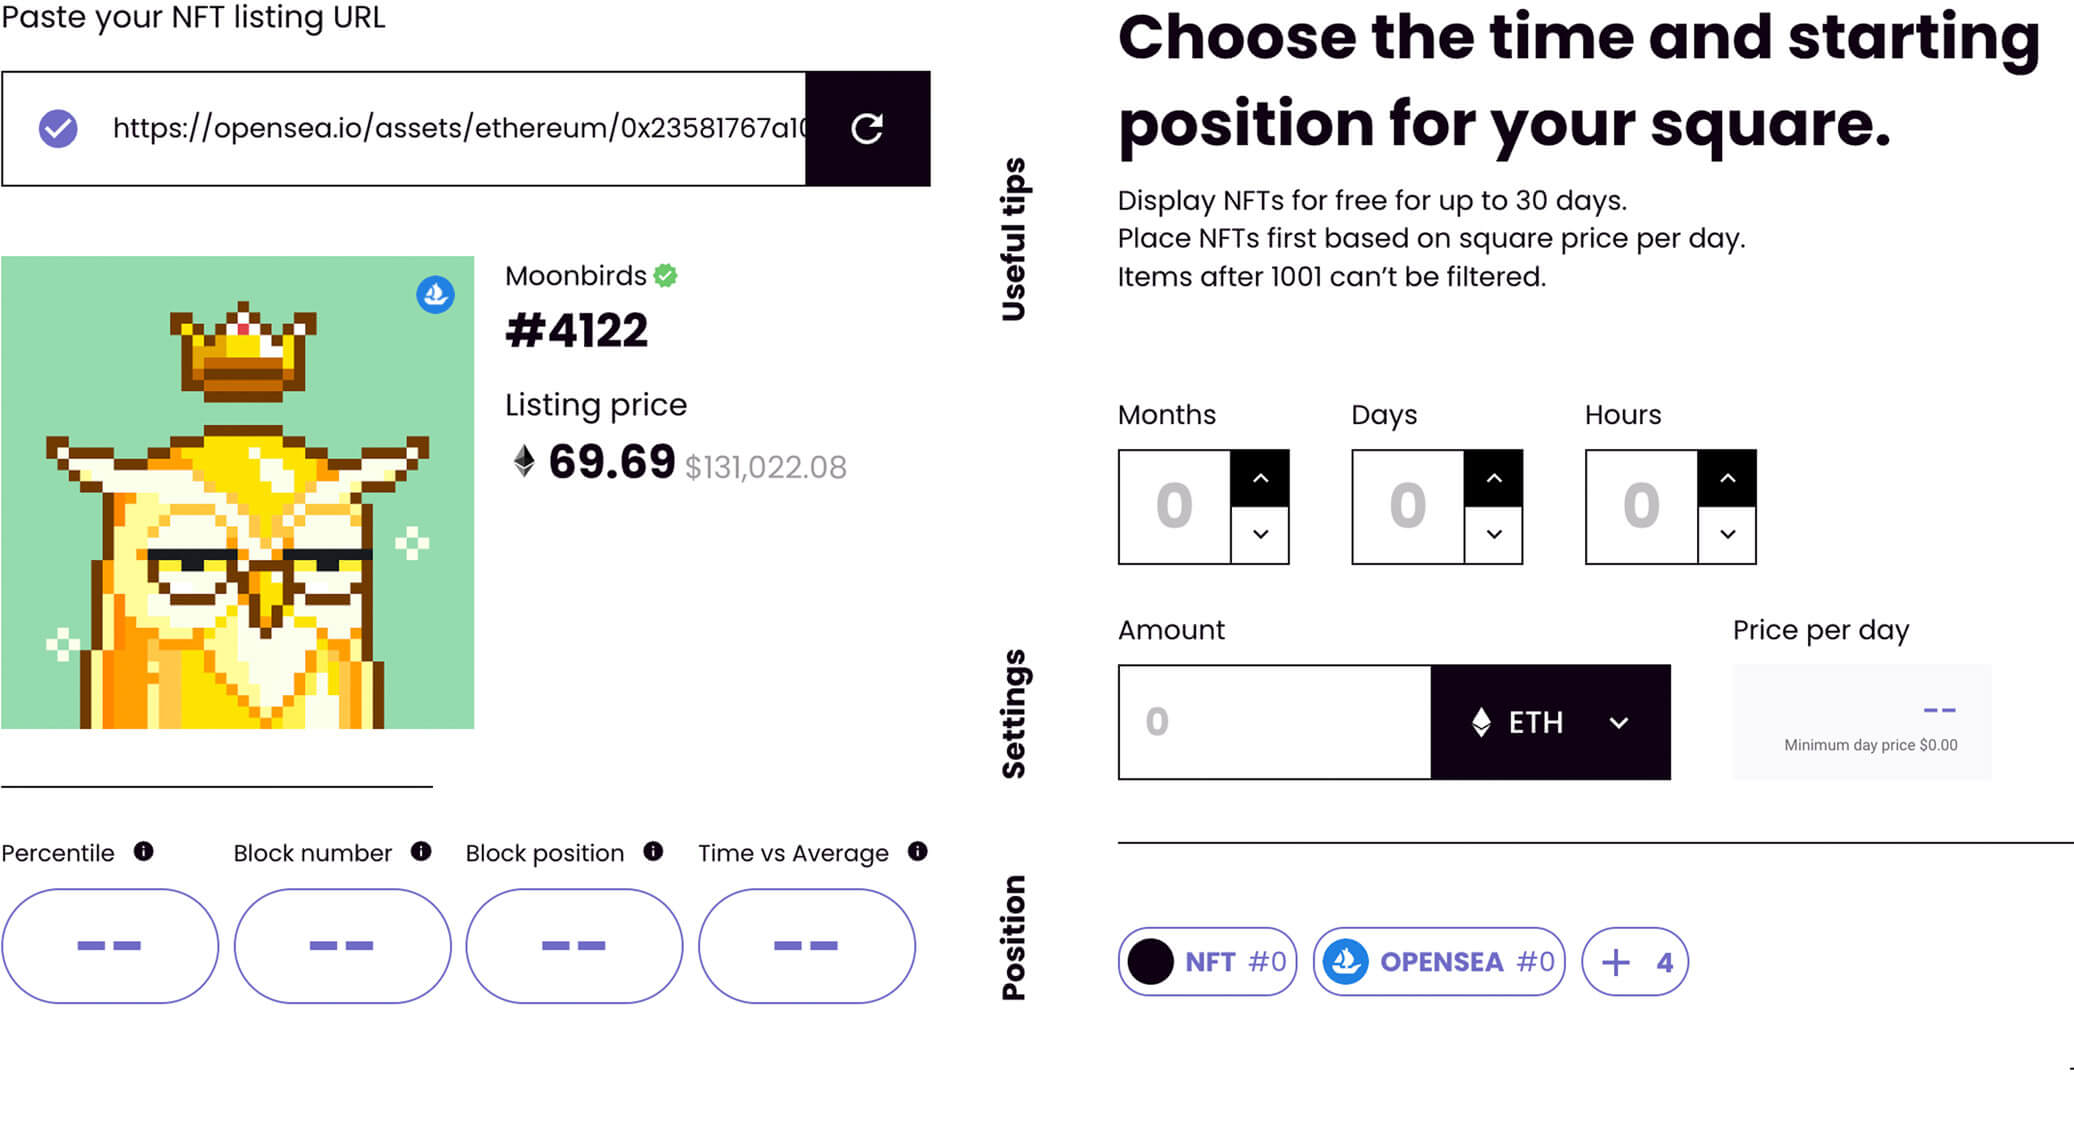 Paste your NFT listing URL
https://opensea.io/assets/ethereum/0x23581767a10
Moonbirds
#4122
Listing price
69.69 $131,022.08
Percentile
Block number
Block position
Time vs Average
--
--
--
--
Useful tips
Choose the time and starting
position for your square.
Display NFTs for free for up to 30 days.
Place NFTs first based on square price per day.
Items after 1001 can’t be filtered.
Settings
Months
Days
Hours
0
0
0
Amount
Price per day
0
ETH
--
Minimum day price $0.00
Position
NFT #0
OPENSEA #0
+ 4